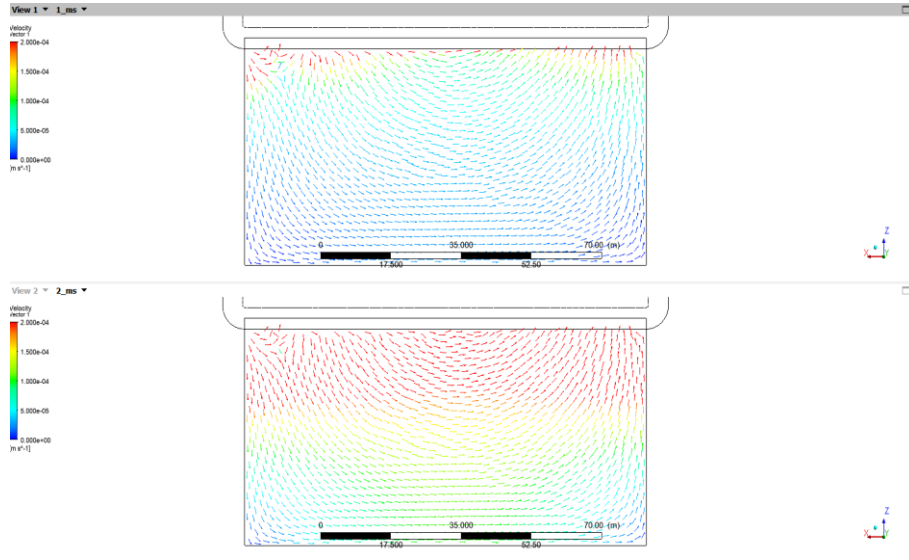 View 1 ▼ 1_ms ▼
Velocity
Vector 1
2.000e-04
1.500e-04
1.000e-04
5.000e-05
0.000e+00
[m s^-1]
0 35.000 70.00 (m)
17.500 52.50
Z
X Y
View 2 ▼ 2_ms ▼
Velocity
Vector 1
2.000e-04
1.500e-04
1.000e-04
5.000e-05
0.000e+00
[m s^-1]
0 35.000 70.00 (m)
17.500 52.50
Z
X Y